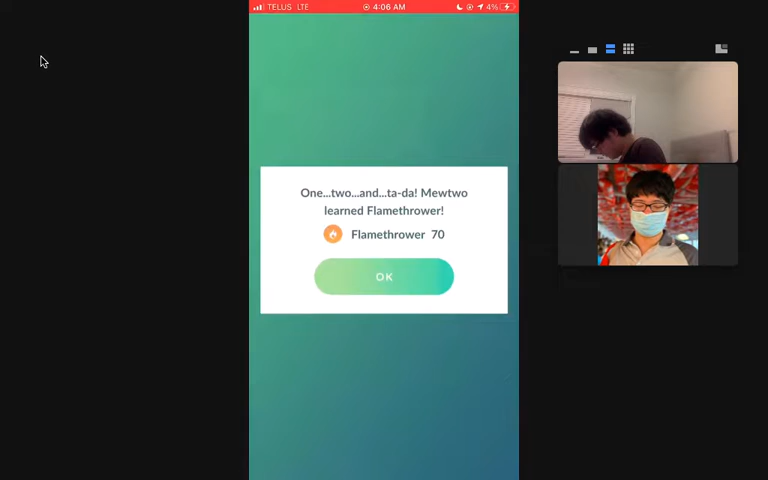 TELUS LTE
4:06 AM
4%
One...two...and...ta-da! Mewtwo
learned Flamethrower!
Flamethrower 70
OK